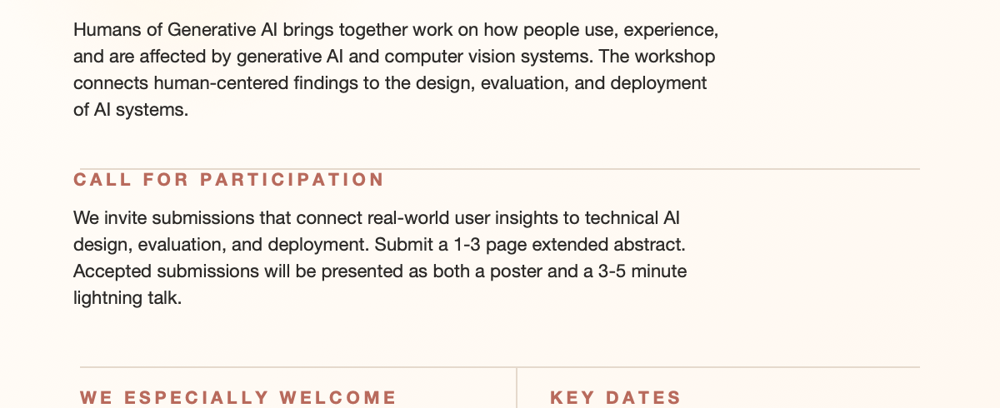 Humans of Generative AI brings together work on how people use, experience,
and are affected by generative AI and computer vision systems. The workshop
connects human-centered findings to the design, evaluation, and deployment
of AI systems.
CALL FOR PARTICIPATION
We invite submissions that connect real-world user insights to technical AI
design, evaluation, and deployment. Submit a 1-3 page extended abstract.
Accepted submissions will be presented as both a poster and a 3-5 minute
lightning talk.
WE ESPECIALLY WELCOME
KEY DATES